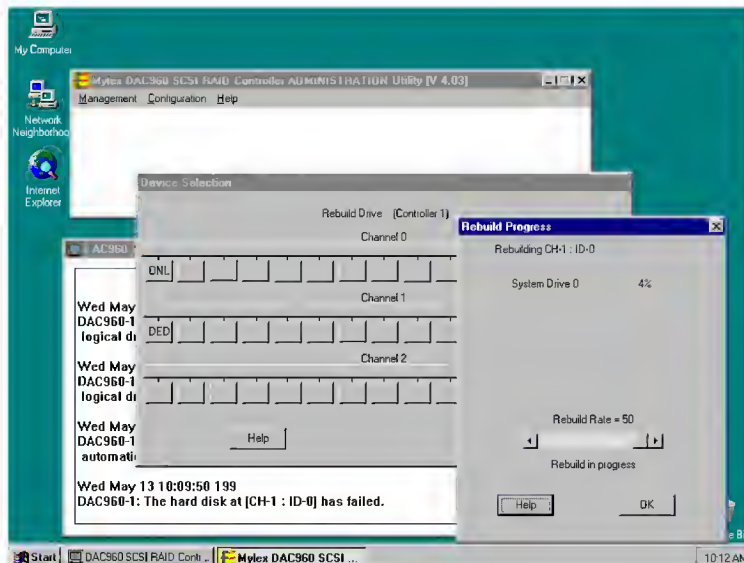 My Computer
Mylex DAC960 SCSI RAID Controller ADMINISTRATION Utility [V 4.03]
Management Configuration Help
Network
Neighborhoo
Internet
Explorer
Device Selection
Rebuild Drive (Controller 1)
Channel 0
ONL
Channel 1
DED
Channel 2
Help
Rebuild Progress
Rebuilding CH-1 : ID-0
System Drive 0 4%
Rebuild Rate = 50
Rebuild in progress
Help OK
AC960
Wed May
DAC960-1
logical dr
Wed May
DAC960-1
logical dr
Wed May
DAC960-1
automati
Wed May 13 10:09:50 199
DAC960-1: The hard disk at [CH-1 : ID-0] has failed.
e Bi
Start
DAC960 SCSI RAID Contr...
Mylex DAC960 SCSI ...
10:12 AM